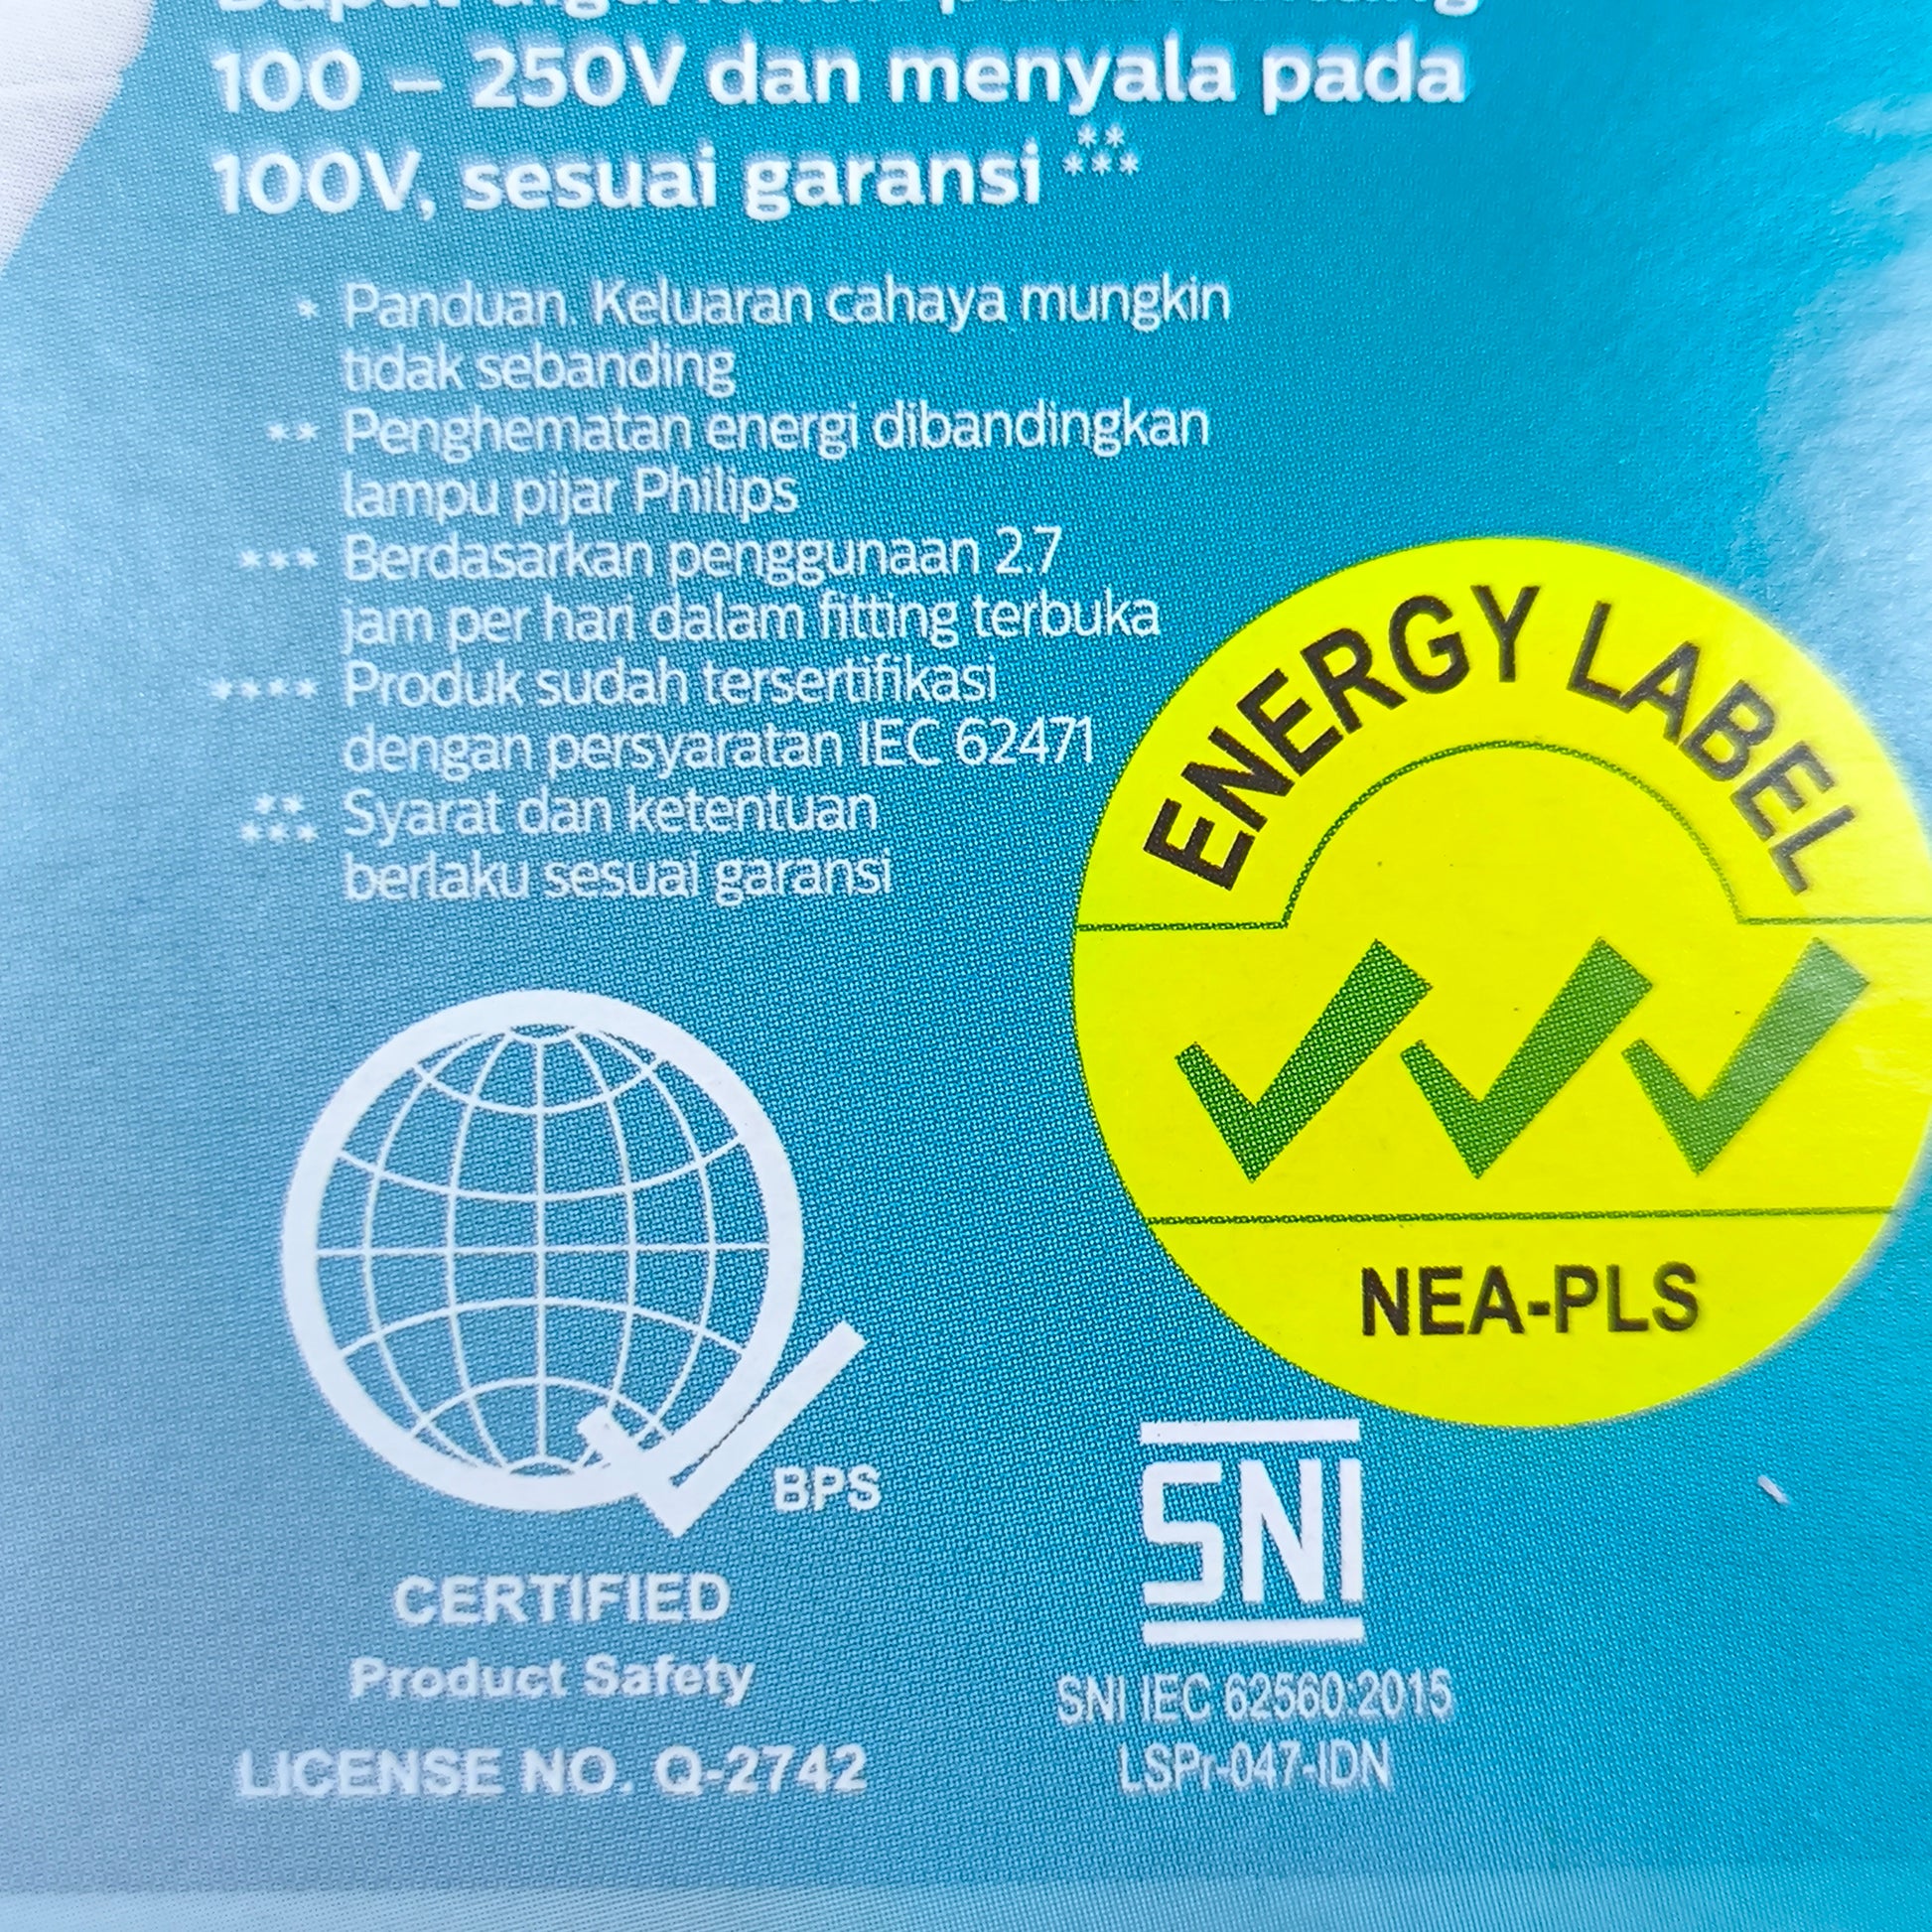 100 – 250V dan menyala pada
100V, sesuai garansi *****
* Panduan. Keluaran cahaya mungkin
tidak sebanding
** Penghematan energi dibandingkan
lampu pijar Philips
*** Berdasarkan penggunaan 2.7
jam per hari dalam fitting terbuka
**** Produk sudah tersertifikasi
dengan persyaratan IEC 62471
***** Syarat dan ketentuan
berlaku sesuai garansi
ENERGY LABEL
NEA-PLS
BPS
CERTIFIED
Product Safety
LICENSE NO. Q-2742
SNI
SNI IEC 62560:2015
LSPr-047-IDN